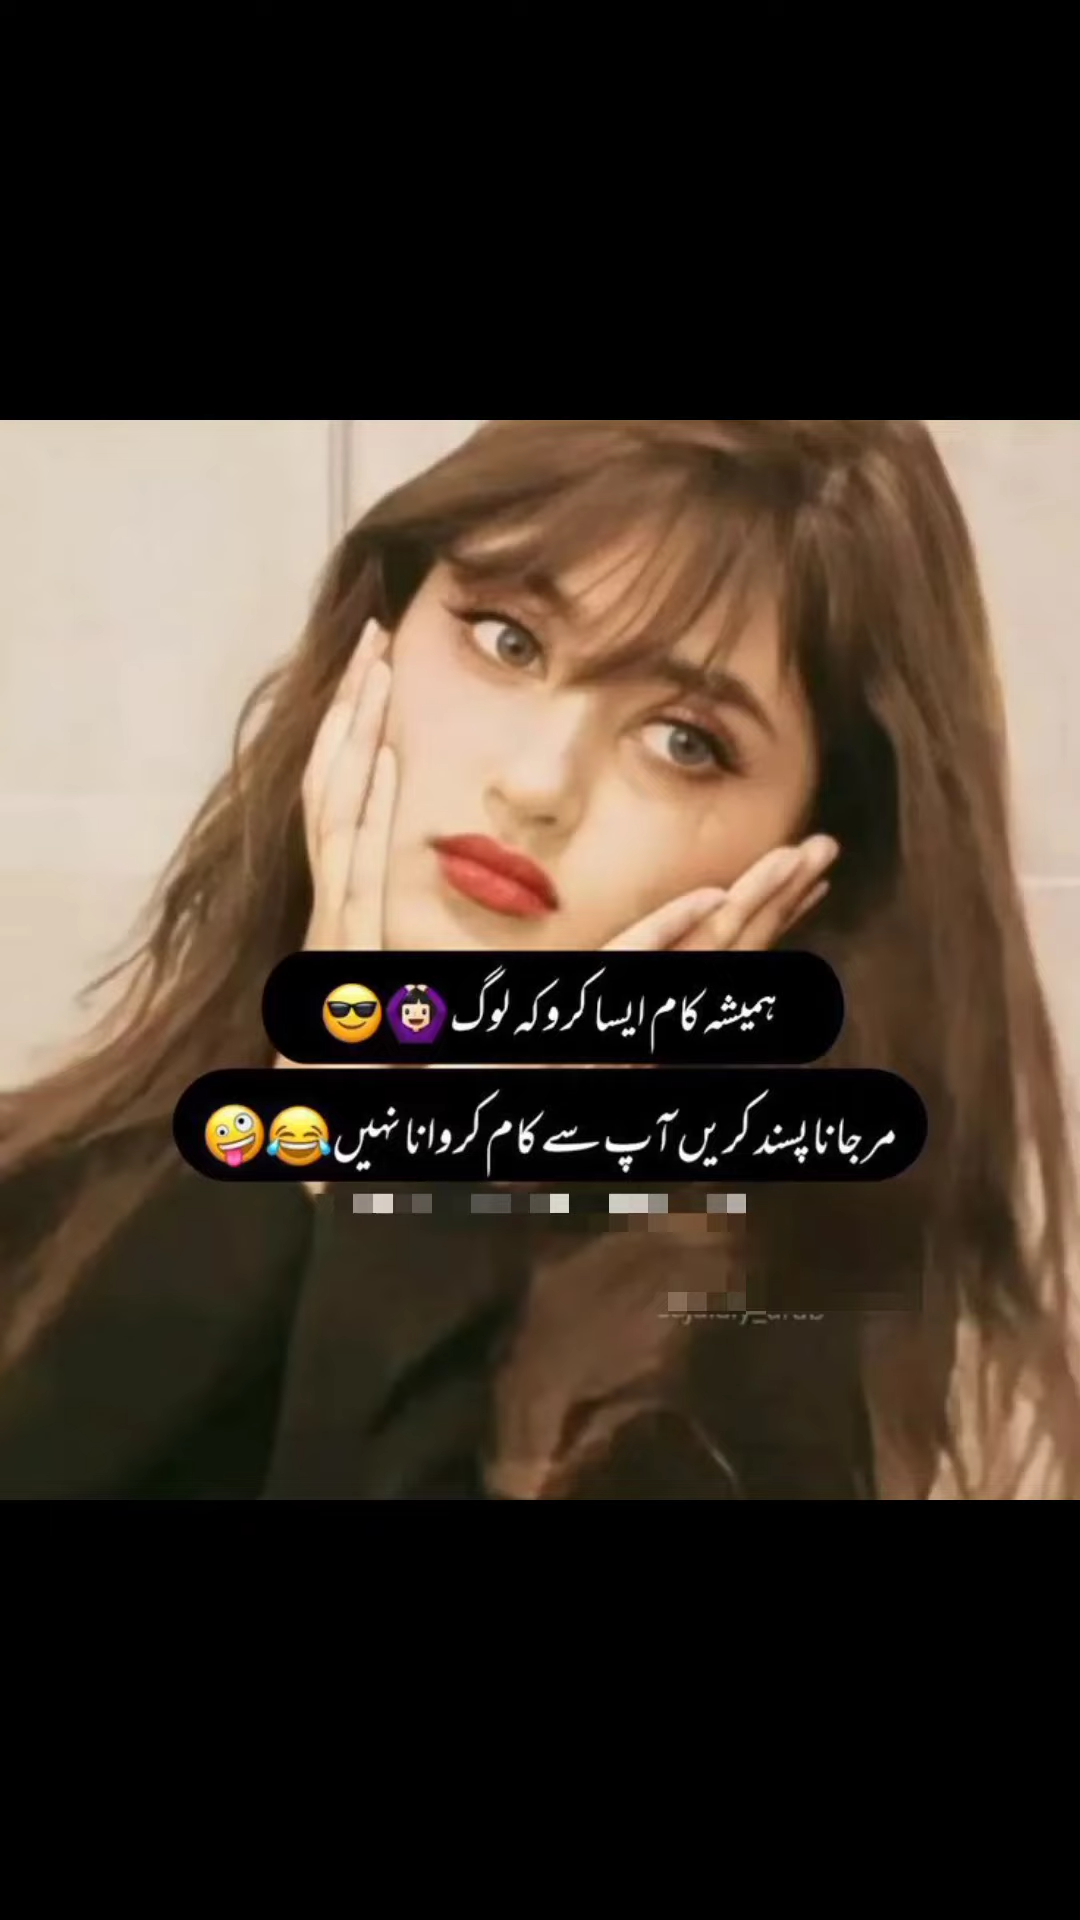 ہمیشہ کام ایسا کرو کہ لوگ🙆🏻‍♀️😎
مر جانا پسند کریں آپ سے کام کروانا نہیں😂🤪